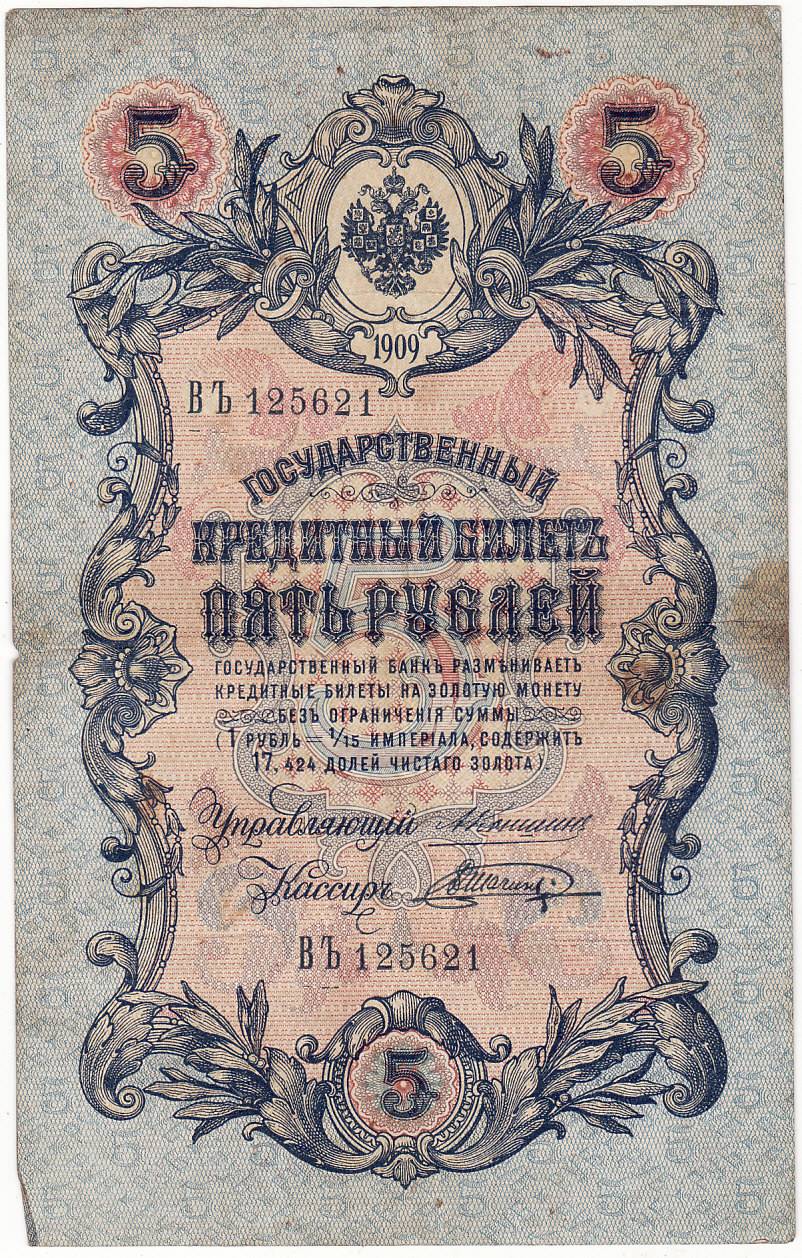 5 5
1909
ВЪ 125621
ГОСУДАРСТВЕННЫЙ
КРЕДИТНЫЙ БИЛЕТЪ
ПЯТЬ РУБЛЕЙ
ГОСУДАРСТВЕННЫЙ БАНКЪ РАЗМѢНИВАЕТЪ
КРЕДИТНЫЕ БИЛЕТЫ НА ЗОЛОТУЮ МОНЕТУ
БЕЗЪ ОГРАНИЧЕНІЯ СУММЫ
(1 РУБЛЬ = 1/15 ИМПЕРІАЛА, СОДЕРЖИТЪ
17,424 ДОЛЕЙ ЧИСТАГО ЗОЛОТА).
Управляющій
Кассиръ
ВЪ 125621
5